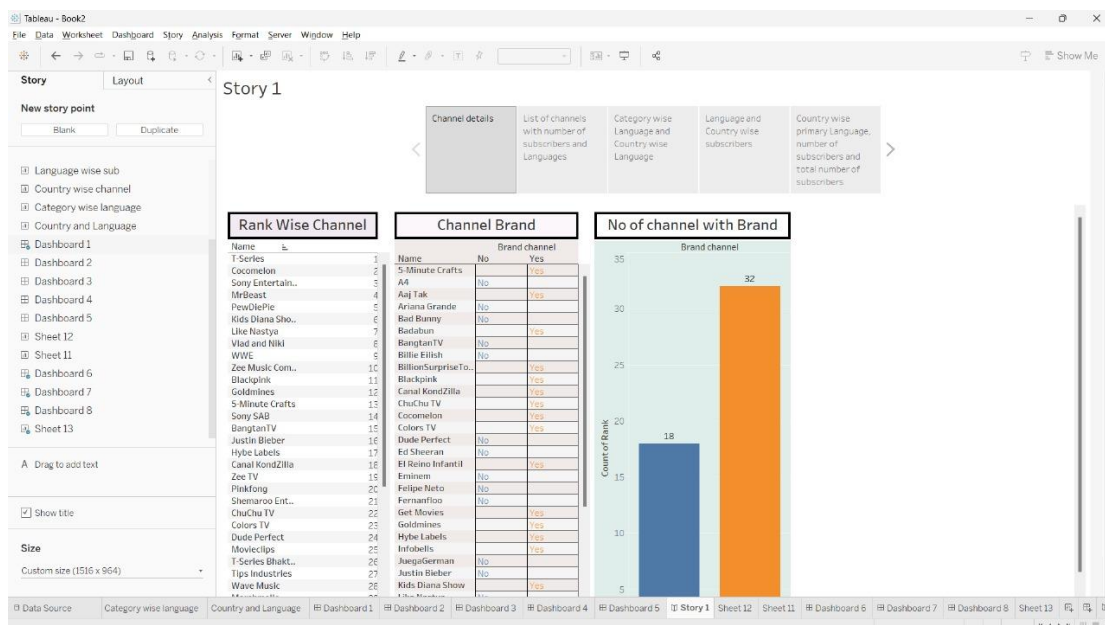 Tableau - Book2
File Data Worksheet Dashboard Story Analysis Format Server Window Help
Show Me
Story Layout
New story point
Blank Duplicate
Language wise sub
Country wise channel
Category wise language
Country and Language
Dashboard 1
Dashboard 2
Dashboard 3
Dashboard 4
Dashboard 5
Sheet 12
Sheet 11
Dashboard 6
Dashboard 7
Dashboard 8
Sheet 13
A Drag to add text
Show title
Size
Custom size (1516 x 964)
Story 1
Channel details
List of channels
with number of
subscribers and
Languages
Category wise
Language and
Country wise
Language
Language and
Country wise
subscribers
Country wise
primary Language,
number of
subscribers and
total number of
subscribers
Rank Wise Channel
Name
T-Series 1
Cocomelon 2
Sony Entertain.. 3
MrBeast 4
PewDiePie 5
Kids Diana Sho.. 6
Like Nastya 7
Vlad and Niki 8
WWE 9
Zee Music Com.. 10
Blackpink 11
Goldmines 12
5-Minute Crafts 13
Sony SAB 14
BangtanTV 15
Justin Bieber 16
Hybe Labels 17
Canal KondZilla 18
Zee TV 19
Pinkfong 20
Shemaroo Ent.. 21
ChuChu TV 22
Colors TV 23
Dude Perfect 24
Movieclips 25
T-Series Bhakt.. 26
Tips Industries 27
Wave Music 28
Channel Brand
Brand channel
Name No Yes
5-Minute Crafts Yes
A4 No
Aaj Tak Yes
Ariana Grande No
Bad Bunny No
Badabun Yes
BangtanTV No
Billie Eilish No
BillionSurpriseTo.. Yes
Blackpink Yes
Canal KondZilla Yes
ChuChu TV Yes
Cocomelon Yes
Colors TV Yes
Dude Perfect No
Ed Sheeran No
El Reino Infantil Yes
Eminem No
Felipe Neto No
Fernanfloo No
Get Movies Yes
Goldmines Yes
Hybe Labels Yes
Infobells Yes
JuegaGerman No
Justin Bieber No
Kids Diana Show Yes
No of channel with Brand
Brand channel
35
30
25
20
15
10
5
Count of Rank
18
32
Data Source Category wise language Country and Language Dashboard 1 Dashboard 2 Dashboard 3 Dashboard 4 Dashboard 5 Story 1 Sheet 12 Sheet 11 Dashboard 6 Dashboard 7 Dashboard 8 Sheet 13